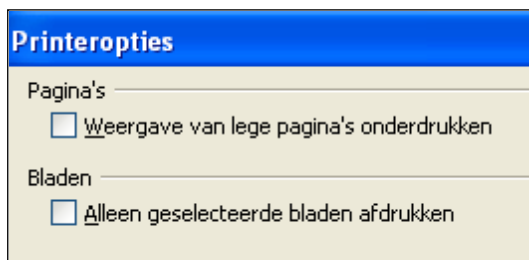 Printeropties
Pagina's
Weergave van lege pagina's onderdrukken
Bladen
Alleen geselecteerde bladen afdrukken